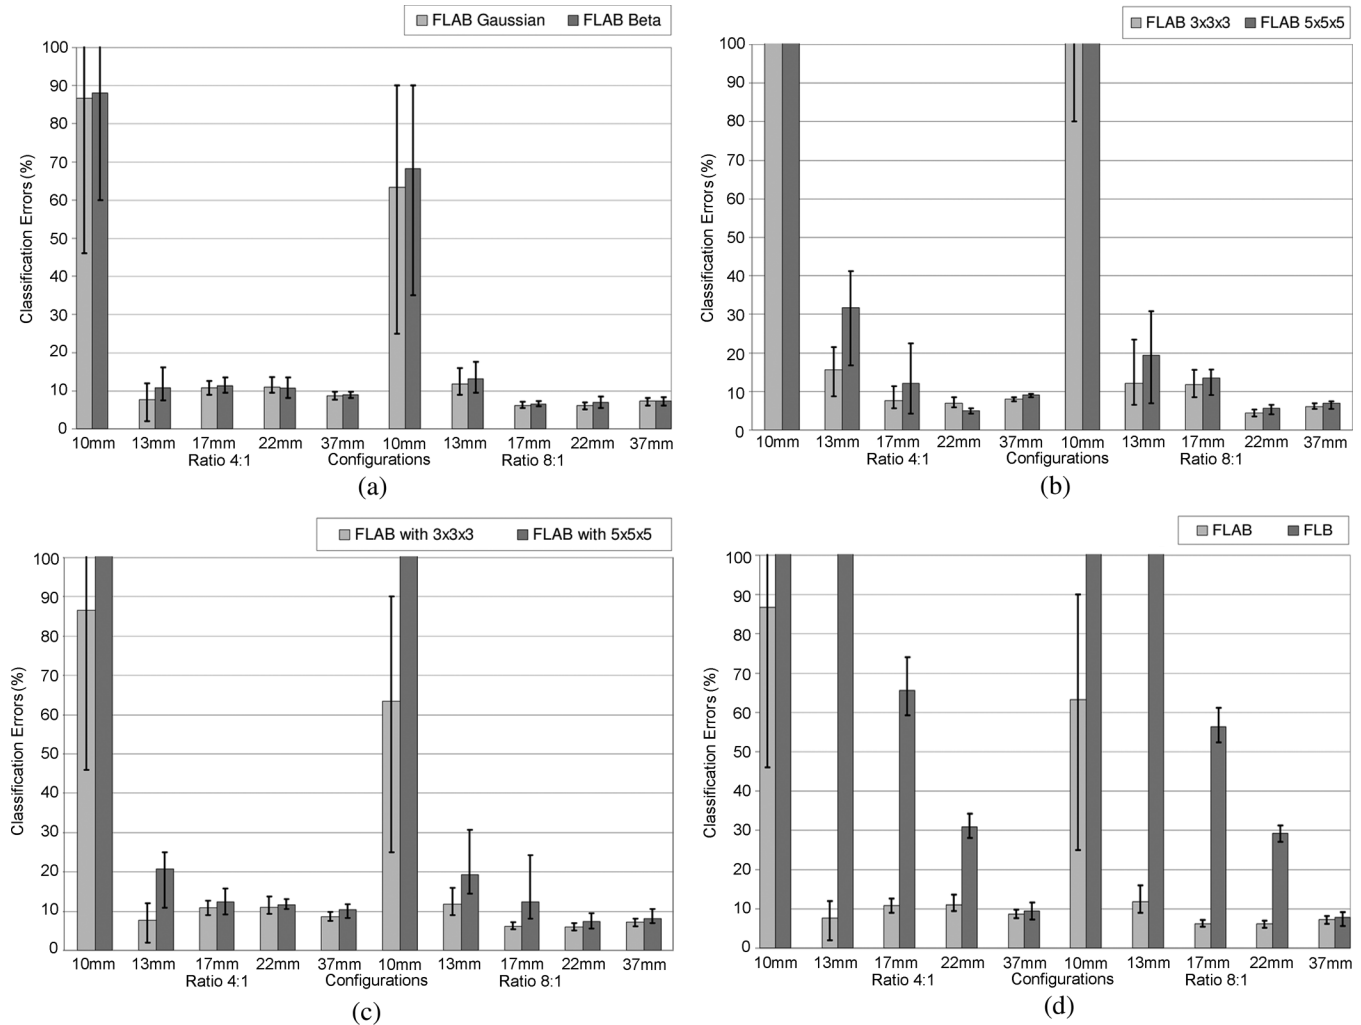 FLAB Gaussian FLAB Beta
Classification Errors (%)
100
90
80
70
60
50
40
30
20
10
0
10mm 13mm 17mm 22mm 37mm 10mm 13mm 17mm 22mm 37mm
Ratio 4:1 Configurations Ratio 8:1
(a)
FLAB 3x3x3 FLAB 5x5x5
Classification Errors (%)
100
90
80
70
60
50
40
30
20
10
0
10mm 13mm 17mm 22mm 37mm 10mm 13mm 17mm 22mm 37mm
Ratio 4:1 Configurations Ratio 8:1
(b)
FLAB with 3x3x3 FLAB with 5x5x5
Classification Errors (%)
100
90
80
70
60
50
40
30
20
10
0
10mm 13mm 17mm 22mm 37mm 10mm 13mm 17mm 22mm 37mm
Ratio 4:1 Configurations Ratio 8:1
(c)
FLAB FLB
Classification Errors (%)
100
90
80
70
60
50
40
30
20
10
0
10mm 13mm 17mm 22mm 37mm 10mm 13mm 17mm 22mm 37mm
Ratio 4:1 Configurations Ratio 8:1
(d)